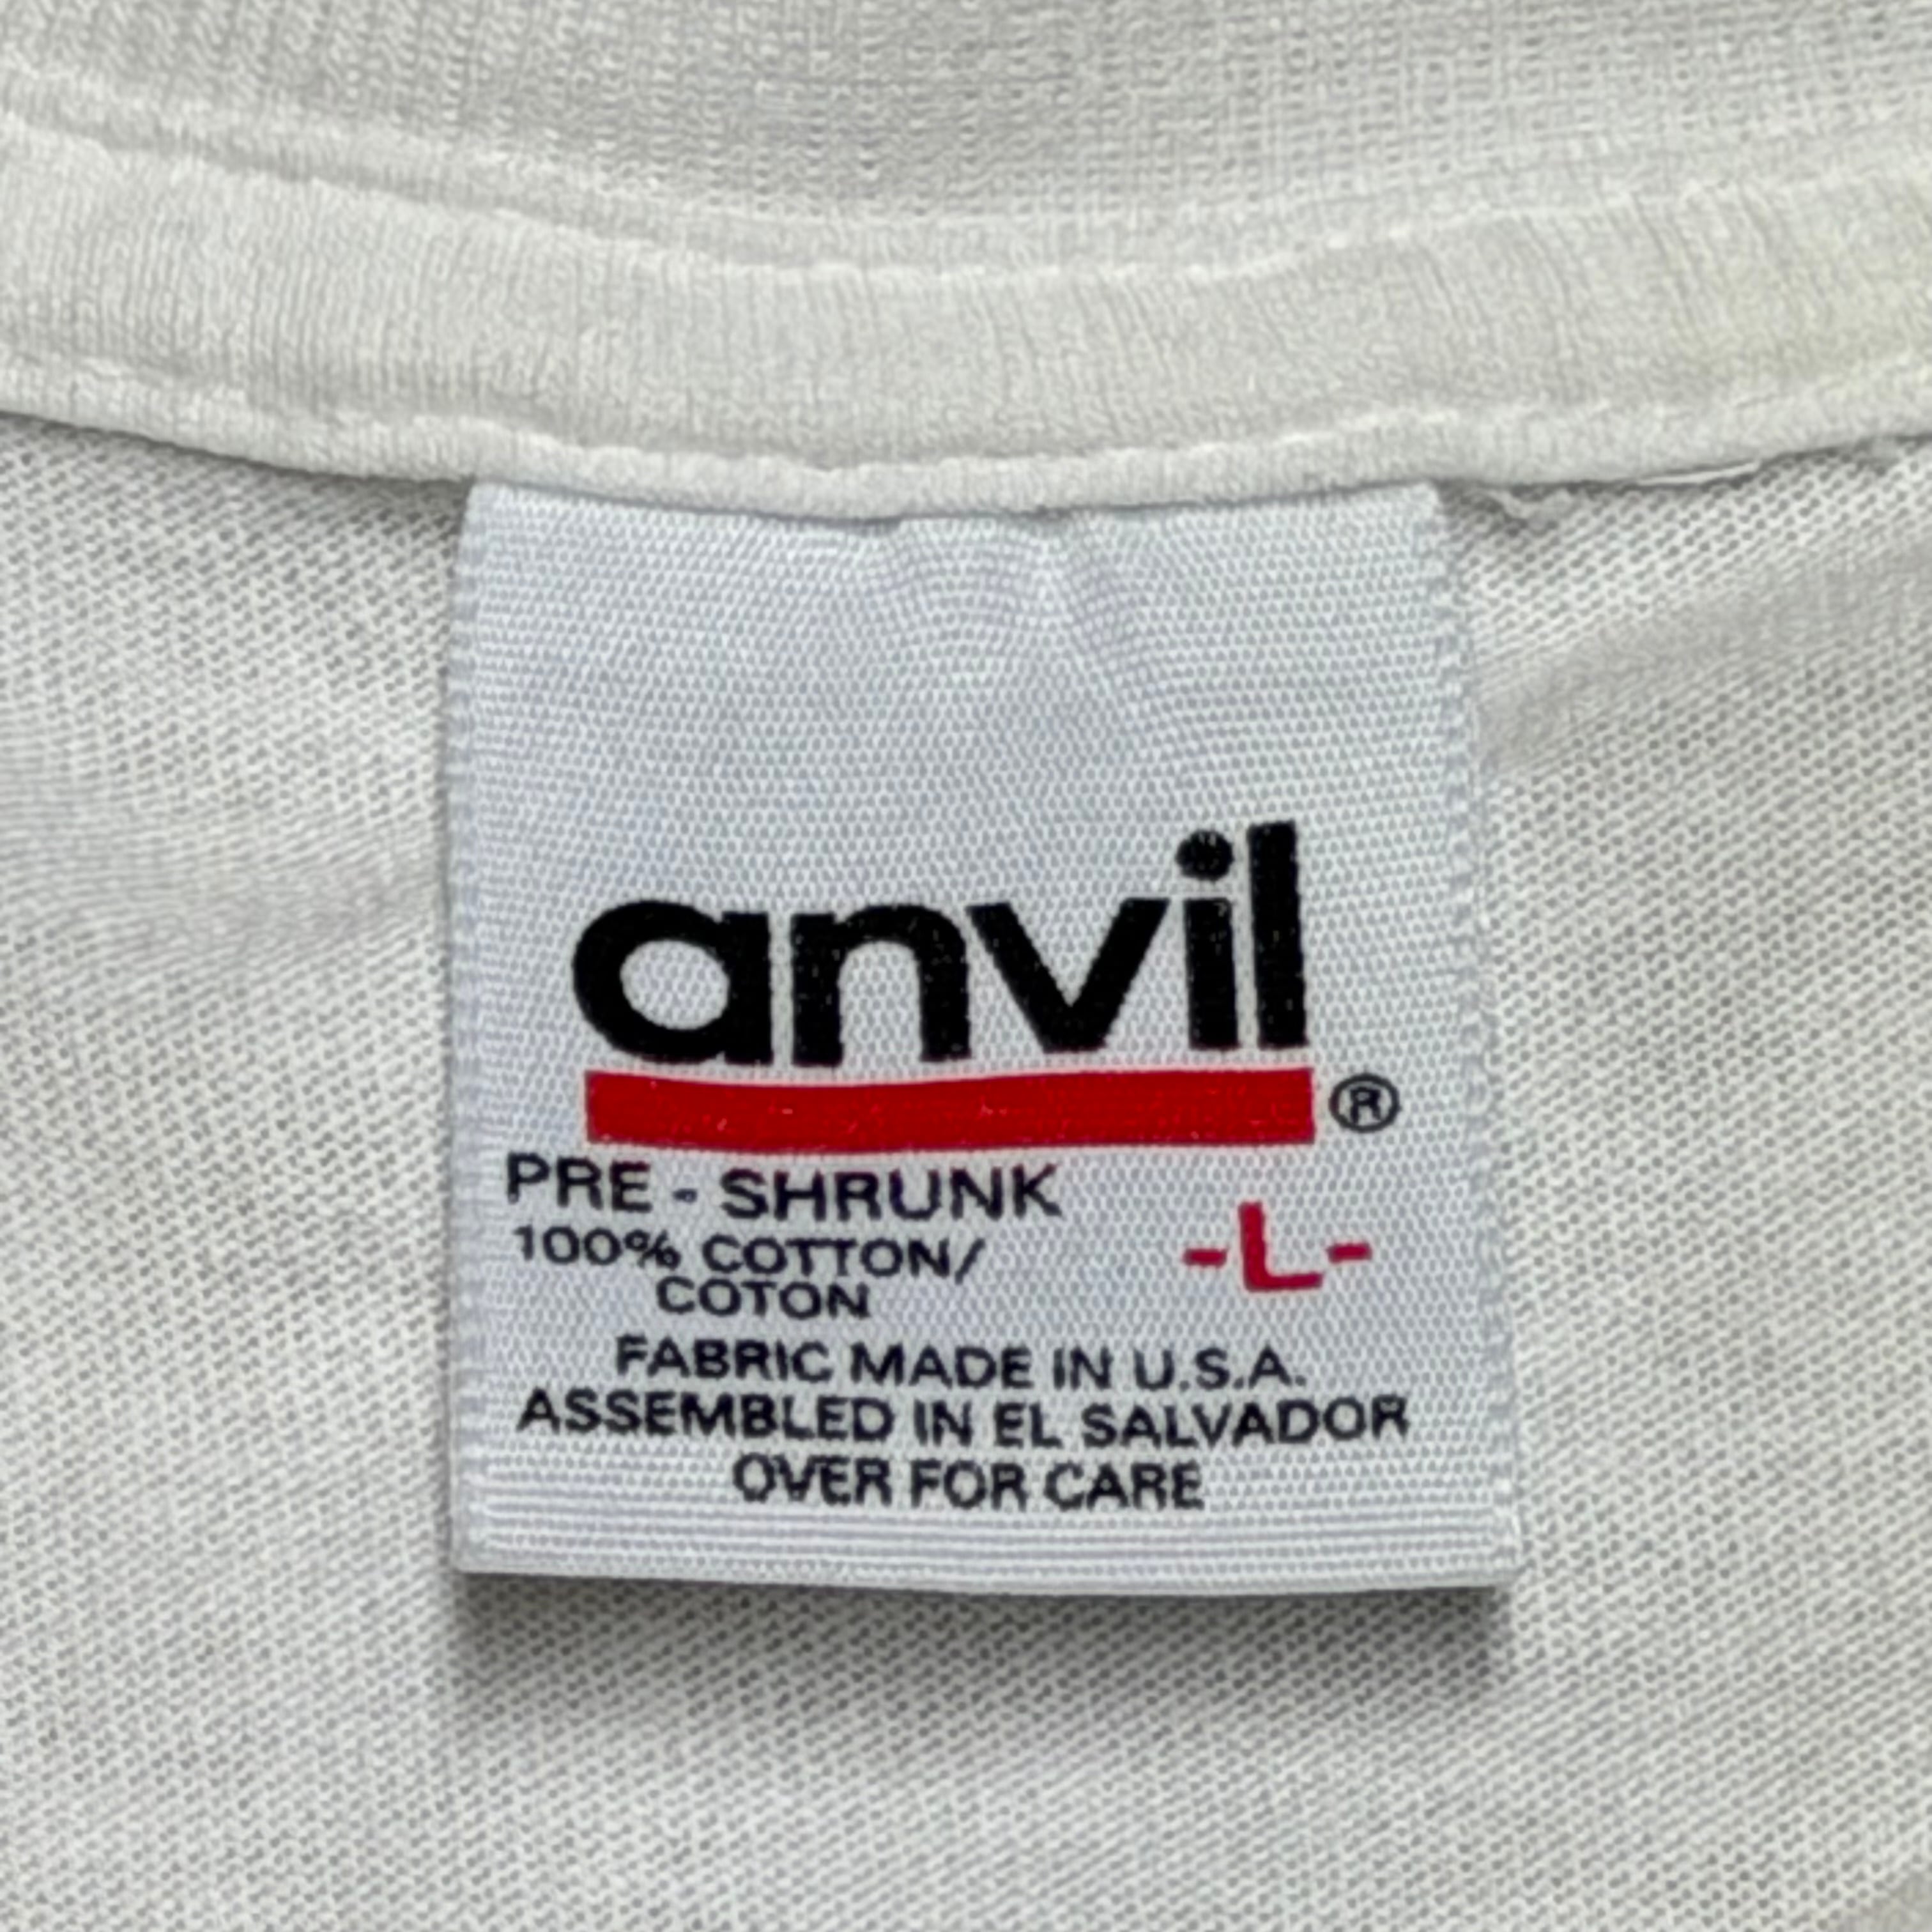 anvil
®
PRE - SHRUNK
100% COTTON/
COTON
-L-
FABRIC MADE IN U.S.A.
ASSEMBLED IN EL SALVADOR
OVER FOR CARE